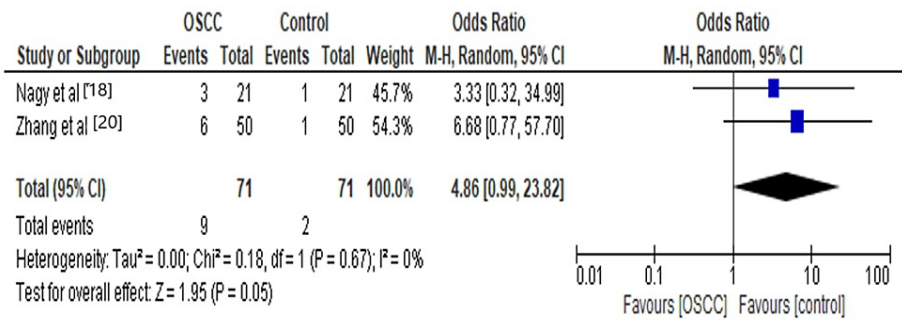 OSCC Control Odds Ratio Odds Ratio
Study or Subgroup Events Total Events Total Weight M-H, Random, 95% CI M-H, Random, 95% CI
Nagy et al [18] 3 21 1 21 45.7% 3.33 [0.32, 34.99]
Zhang et al [20] 6 50 1 50 54.3% 6.68 [0.77, 57.70]
Total (95% CI) 71 71 100.0% 4.86 [0.99, 23.82]
Total events 9 2
Heterogeneity: Tau² = 0.00; Chi² = 0.18, df = 1 (P = 0.67); I² = 0%
Test for overall effect: Z = 1.95 (P = 0.05)
0.01 0.1 1 10 100
Favours [OSCC] Favours [control]